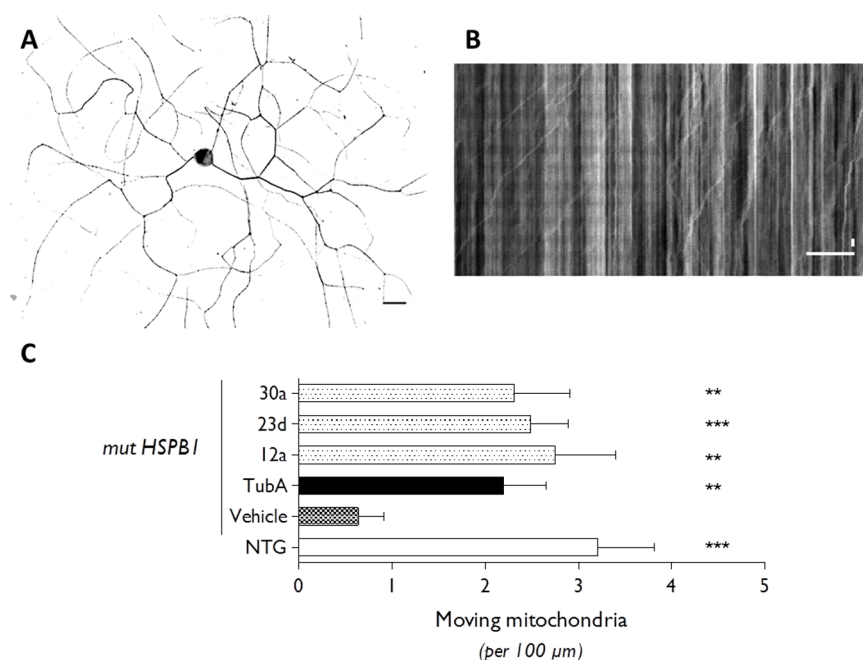 A
B
C
30a
**
23d
***
mut HSPB1
12a
**
TubA
**
Vehicle
NTG
***
0 1 2 3 4 5
Moving mitochondria
(per 100 µm)